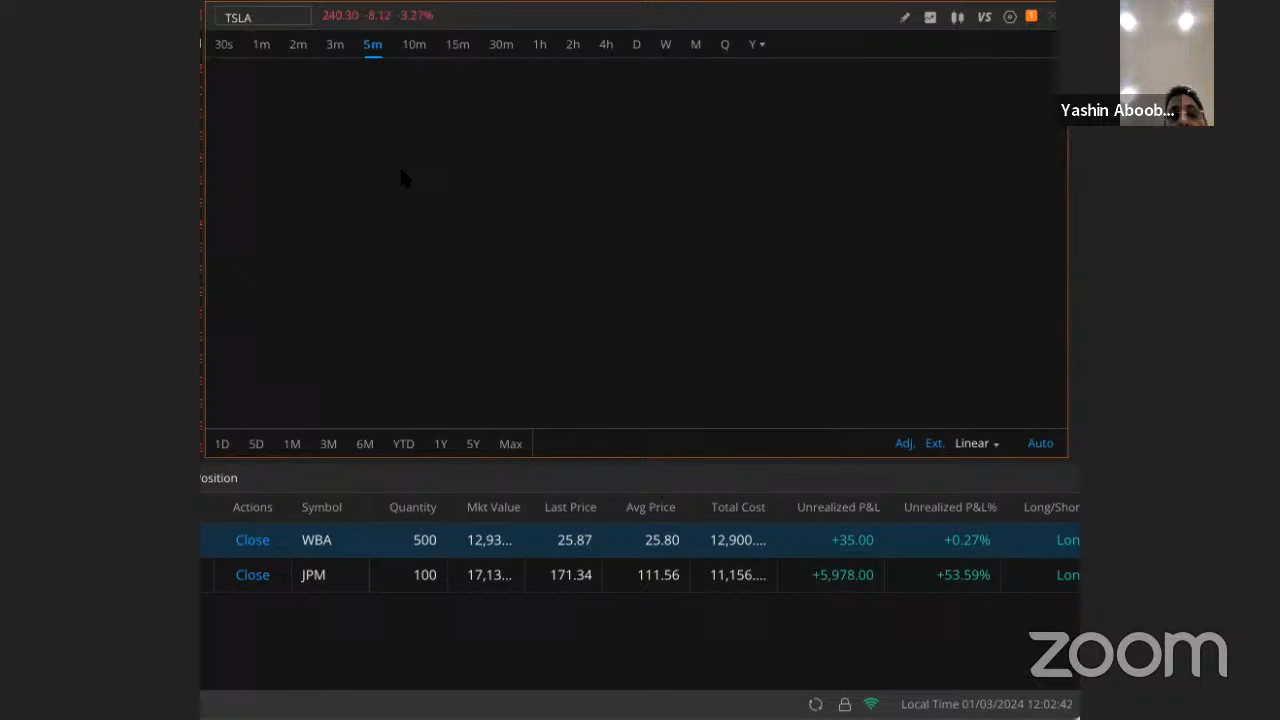 TSLA 240.30 -8.12 -3.27% VS 1
30s 1m 2m 3m 5m 10m 15m 30m 1h 2h 4h D W M Q Y
Yashin Aboob...
1D 5D 1M 3M 6M YTD 1Y 5Y Max Adj. Ext. Linear Auto
osition
Actions Symbol Quantity Mkt Value Last Price Avg Price Total Cost Unrealized P&L Unrealized P&L% Long/Shor
Close WBA 500 12,93... 25.87 25.80 12,900.... +35.00 +0.27% Lon
Close JPM 100 17,13... 171.34 111.56 11,156.... +5,978.00 +53.59% Lon
zoom
Local Time 01/03/2024 12:02:42